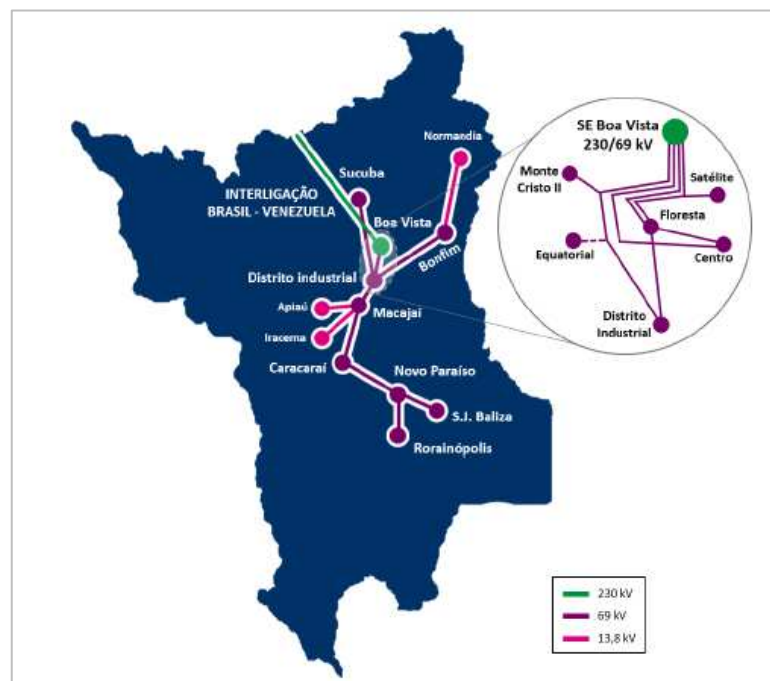 Normandia
Sucuba
INTERLIGAÇÃO
BRASIL - VENEZUELA
Boa Vista
Bonfim
Distrito industrial
Apiaú
Macajaí
Iracema
Caracaraí
Novo Paraíso
S.J. Baliza
Rorainópolis
SE Boa Vista
230/69 kV
Monte
Cristo II
Satélite
Floresta
Equatorial
Centro
Distrito
Industrial
230 kV
69 kV
13,8 kV